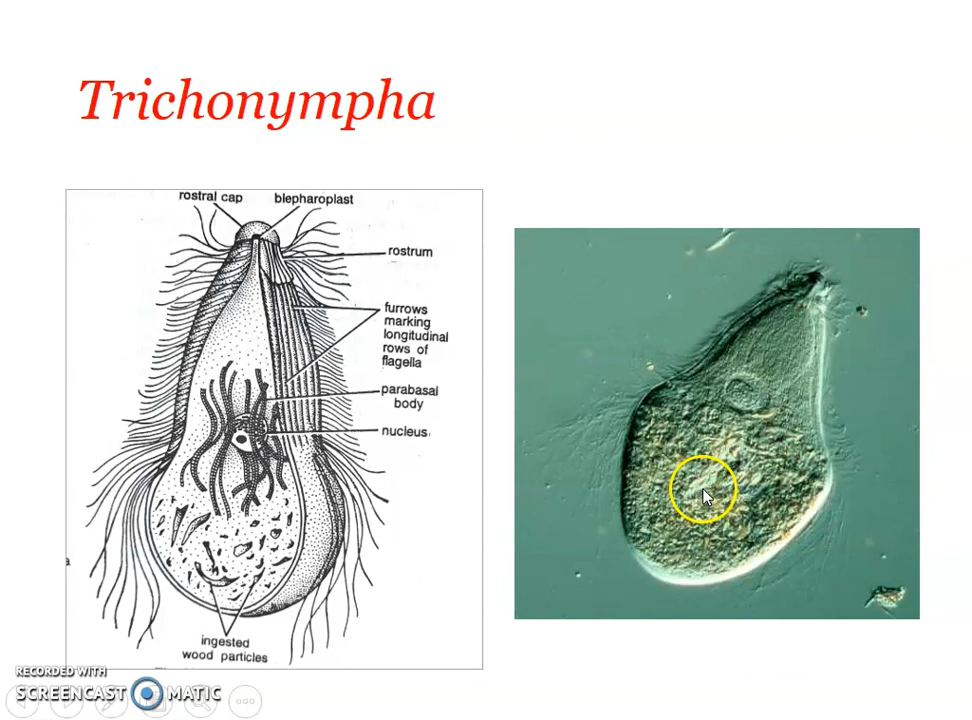 Trichonympha
rostral cap
blepharoplast
rostrum
furrows
marking
longitudinal
rows of
flagella
parabasal
body
nucleus
a
ingested
wood particles
RECORDED WITH
SCREENCAST MATIC